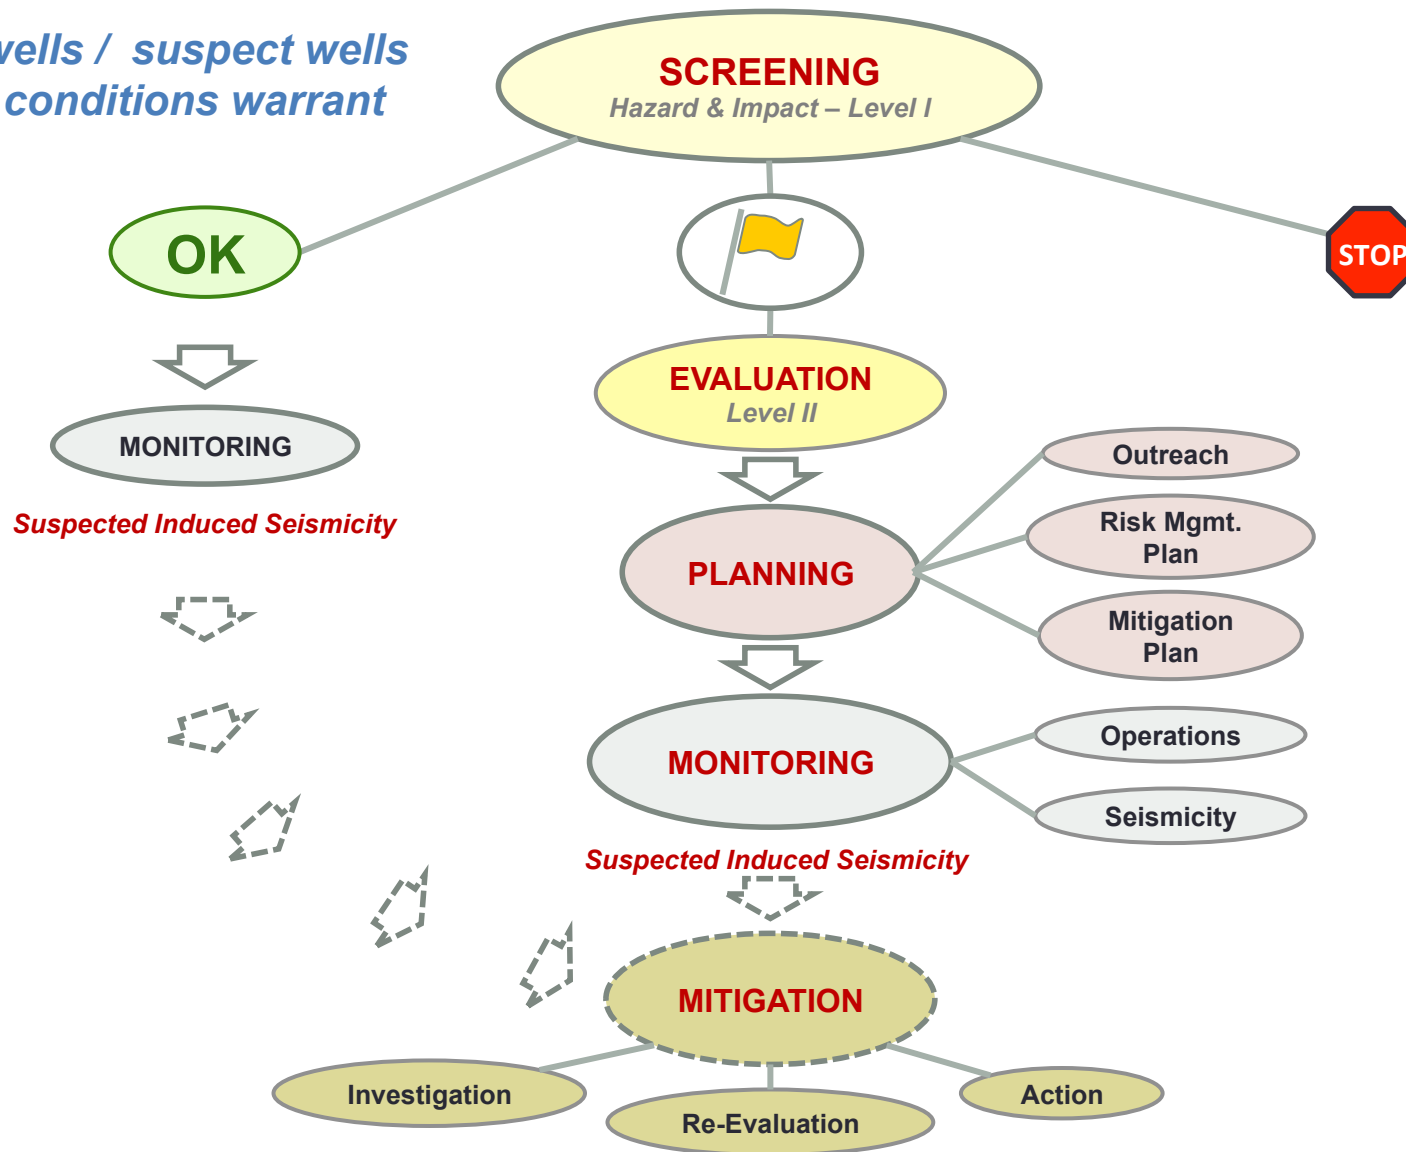 wells / suspect wells
conditions warrant
SCREENING
Hazard & Impact – Level I
OK
STOP
EVALUATION
Level II
MONITORING
Suspected Induced Seismicity
Outreach
Risk Mgmt.
Plan
PLANNING
Mitigation
Plan
MONITORING
Operations
Seismicity
Suspected Induced Seismicity
MITIGATION
Investigation
Re-Evaluation
Action